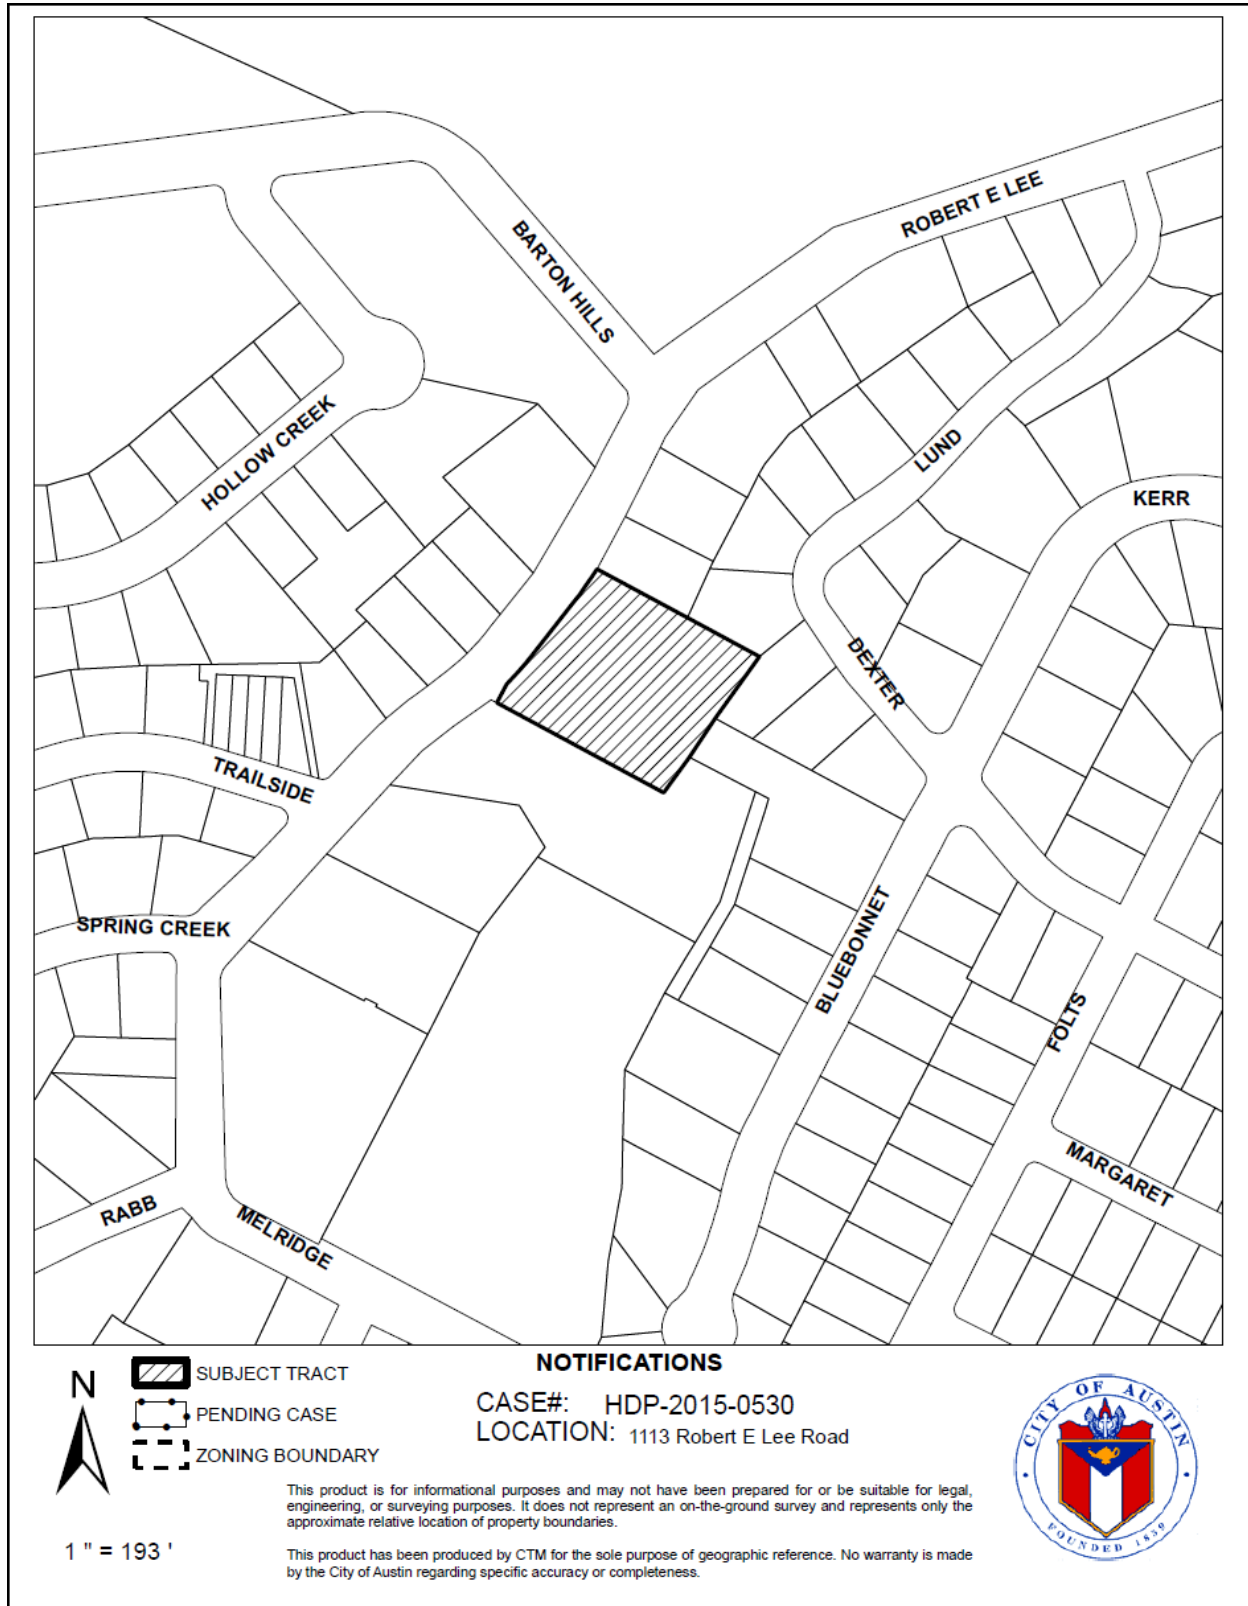 ROBERT E LEE
BARTON HILLS
HOLLOW CREEK
LUND
KERR
DEXTER
TRAILSIDE
SPRING CREEK
BLUEBONNET
FOLTS
MARGARET
RABB
MELRIDGE
NOTIFICATIONS
N
SUBJECT TRACT
PENDING CASE
ZONING BOUNDARY
CASE#: HDP-2015-0530
LOCATION: 1113 Robert E Lee Road
This product is for informational purposes and may not have been prepared for or be suitable for legal,
engineering, or surveying purposes. It does not represent an on-the-ground survey and represents only the
approximate relative location of property boundaries.
1 " = 193 '
This product has been produced by CTM for the sole purpose of geographic reference. No warranty is made
by the City of Austin regarding specific accuracy or completeness.
CITY OF AUSTIN
FOUNDED 1839